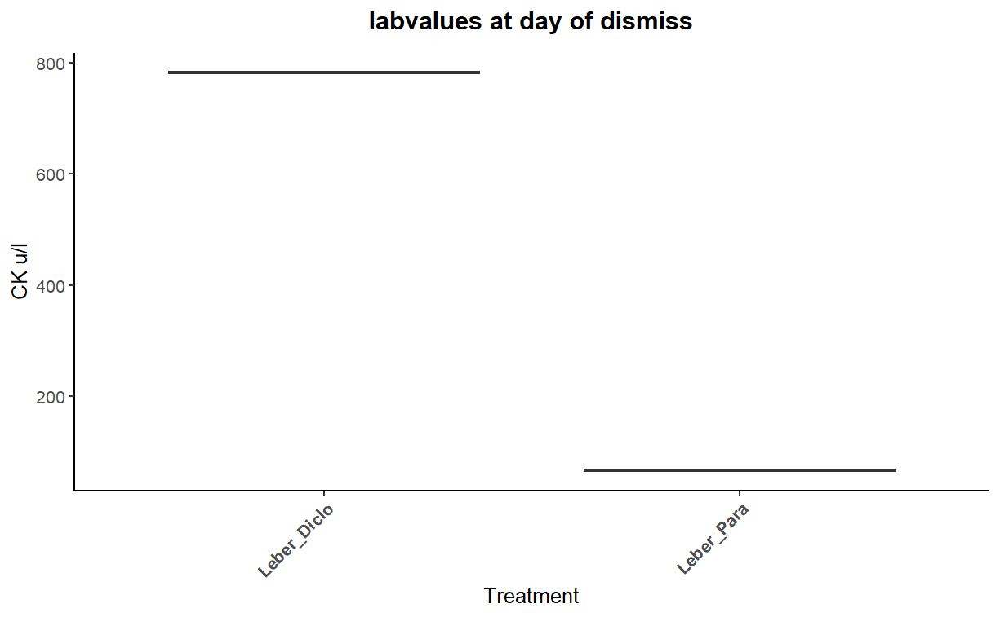 labvalues at day of dismiss
CK u/l
800
600
400
200
Leber_Diclo
Leber_Para
Treatment